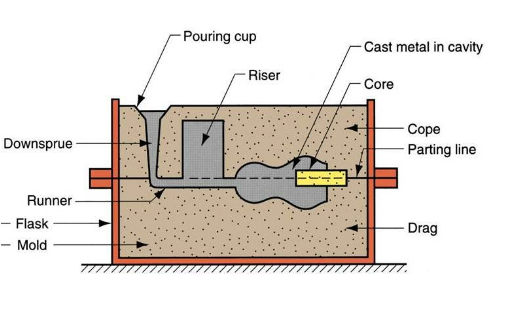 Pouring cup
Cast metal in cavity
Riser
Core
Cope
Downsprue
Parting line
Runner
Flask
Drag
Mold